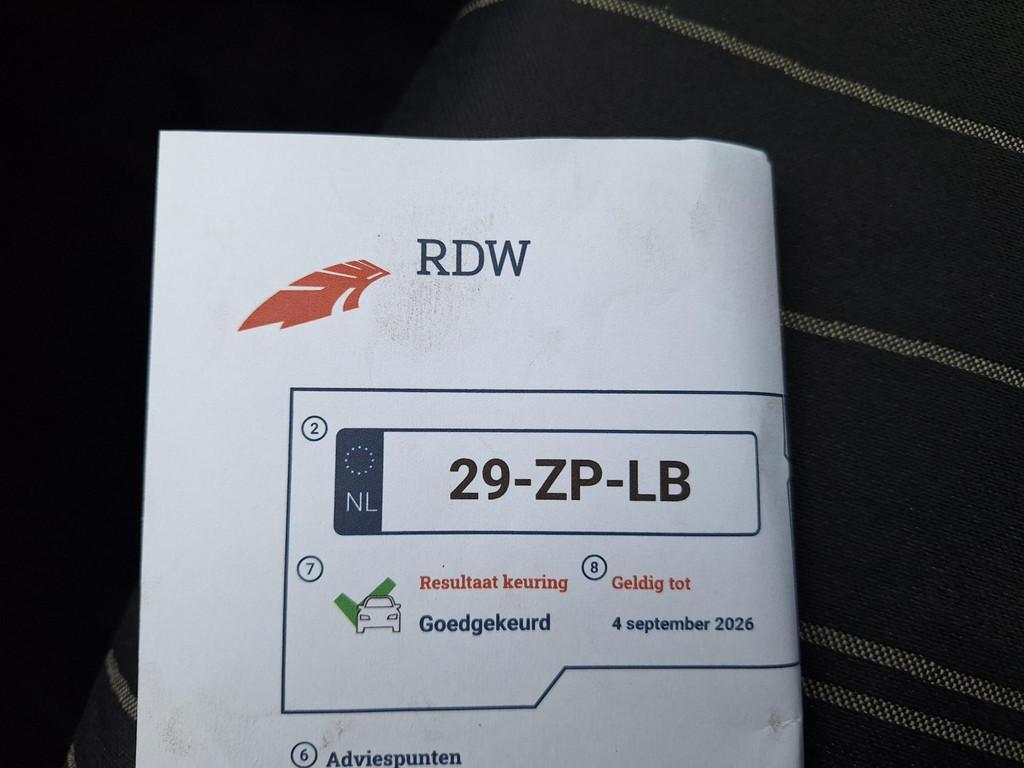 RDW
2
NL
29-ZP-LB
7
Resultaat keuring
8
Geldig tot
Goedgekeurd
4 september 2026
6 Adviespunten